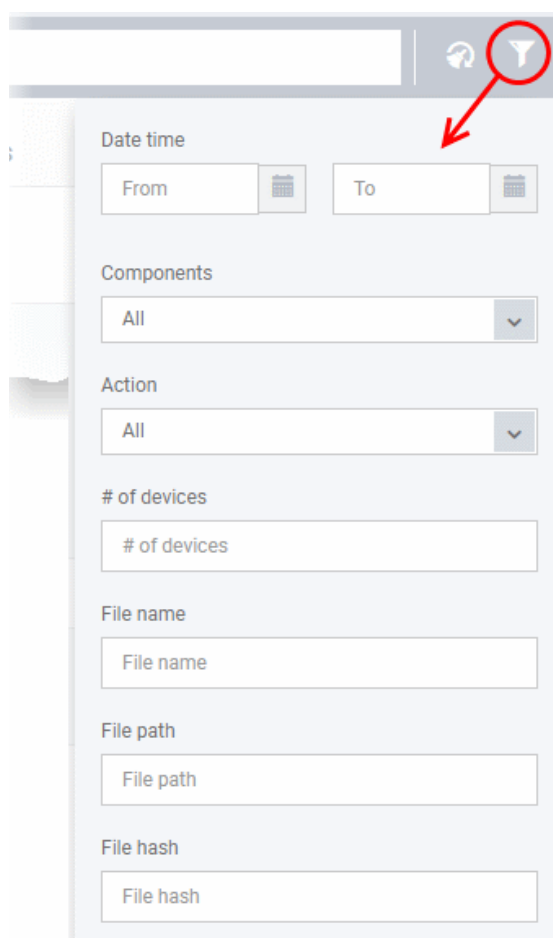 Date time
From To
Components
All
Action
All
# of devices
# of devices
File name
File name
File path
File path
File hash
File hash